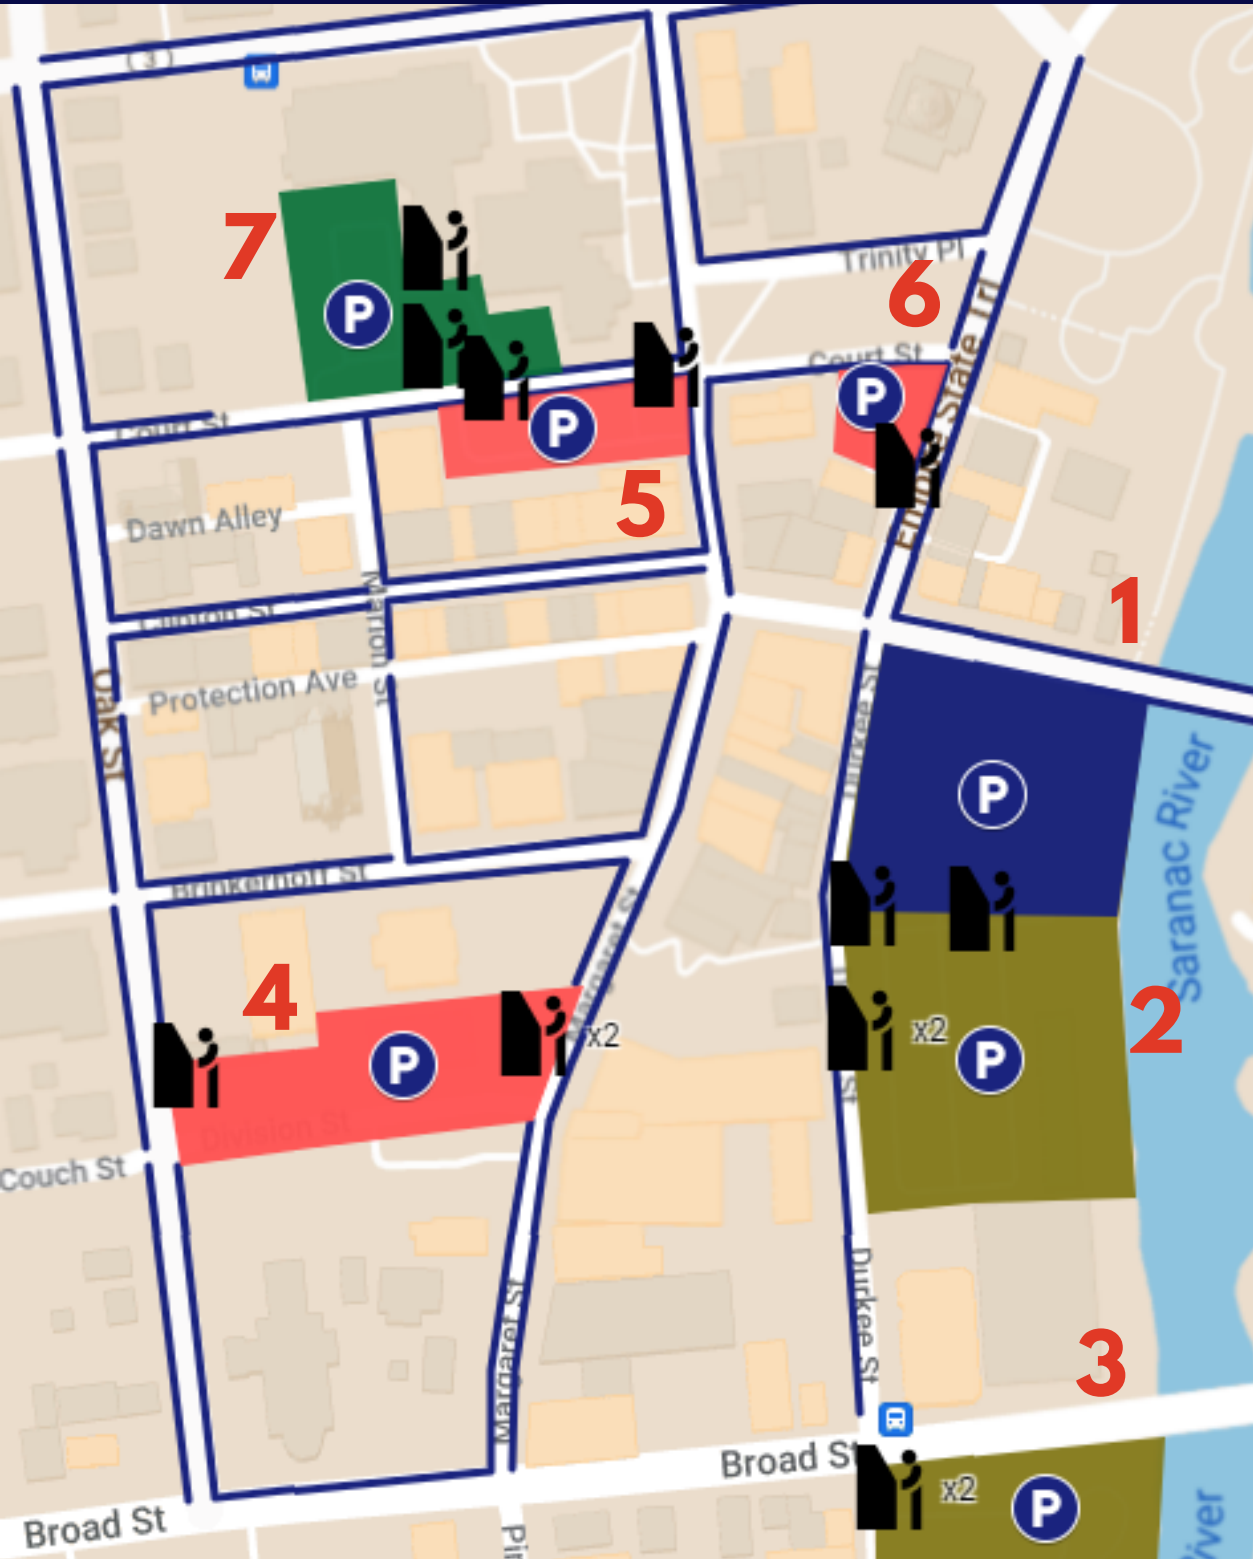 (3)
7
P
Trinity Pl
6
Court St
P
Court St
P
Empire State Trl
5
Dawn Alley
1
Clinton St
Marion St
Oak St
Protection Ave
Durkee St
P
Saranac River
Brinkerhoff St
Margaret St
4
x2
P
x2
P
2
St
Division St
Couch St
Durkee St
Margaret St
3
Broad St
x2
P
Broad St